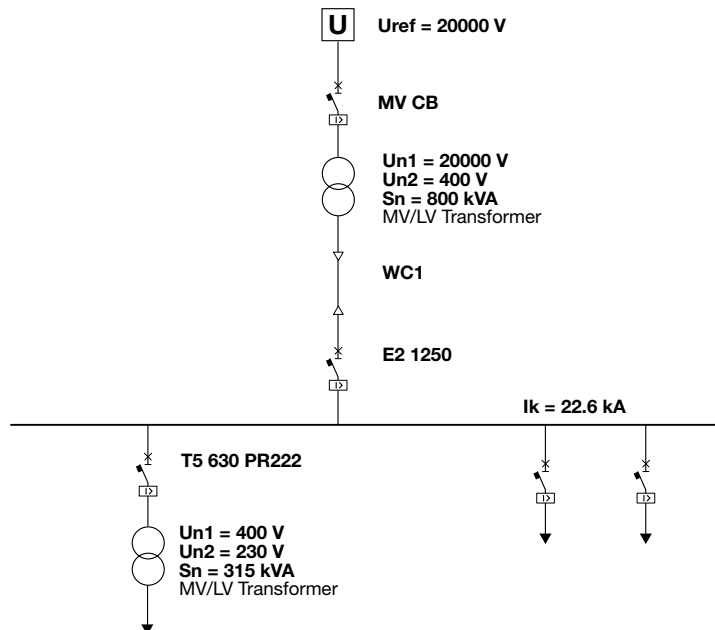 U
Uref = 20000 V
MV CB
I>
Un1 = 20000 V
Un2 = 400 V
Sn = 800 kVA
MV/LV Transformer
WC1
E2 1250
I>
Ik = 22.6 kA
T5 630 PR222
I>
I>
I>
Un1 = 400 V
Un2 = 230 V
Sn = 315 kVA
MV/LV Transformer